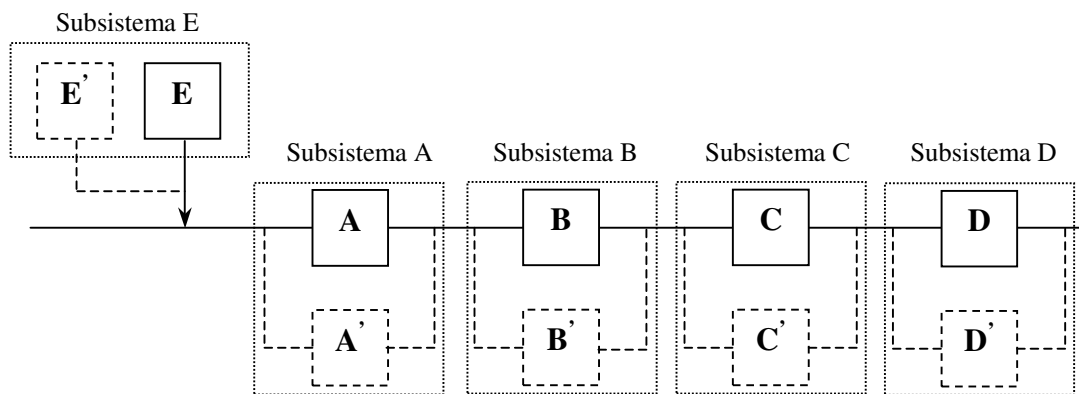 Subsistema E
E’ E
Subsistema A Subsistema B Subsistema C Subsistema D
A B C D
A’ B’ C’ D’